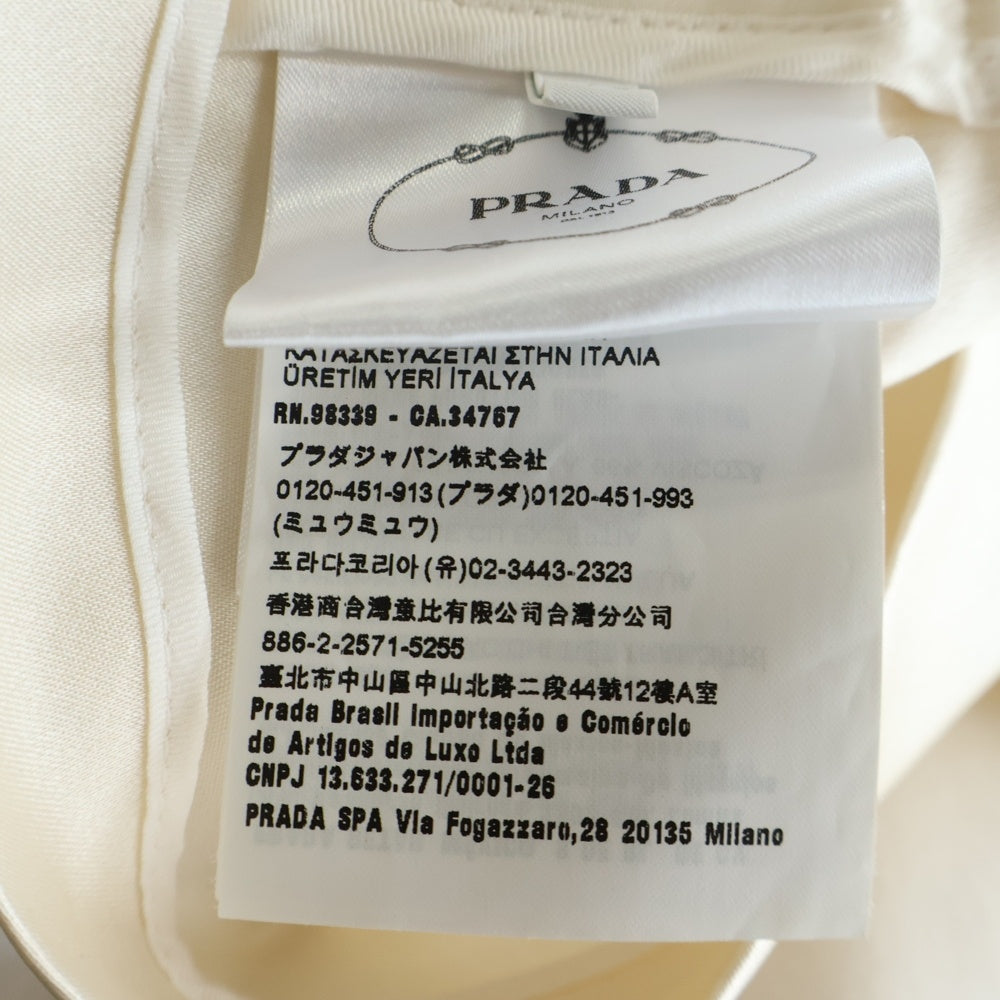 PRADA
MILANO
DAL 1913
ΚΑΤΑΣΚΕΥΑΖΕΤΑΙ ΣΤΗΝ ΙΤΑΛΙΑ
ÜRETİM YERİ İTALYA
RN.98339 - CA.34767
プラダジャパン株式会社
0120-451-913(プラダ)0120-451-993
(ミュウミュウ)
프라다코리아(유)02-3443-2323
香港商台灣意比有限公司台灣分公司
886-2-2571-5255
臺北市中山區中山北路二段44號12樓A室
Prada Brasil Importação e Comércio
de Artigos de Luxo Ltda
CNPJ 13.633.271/0001-26
PRADA SPA Via Fogazzaro,28 20135 Milano